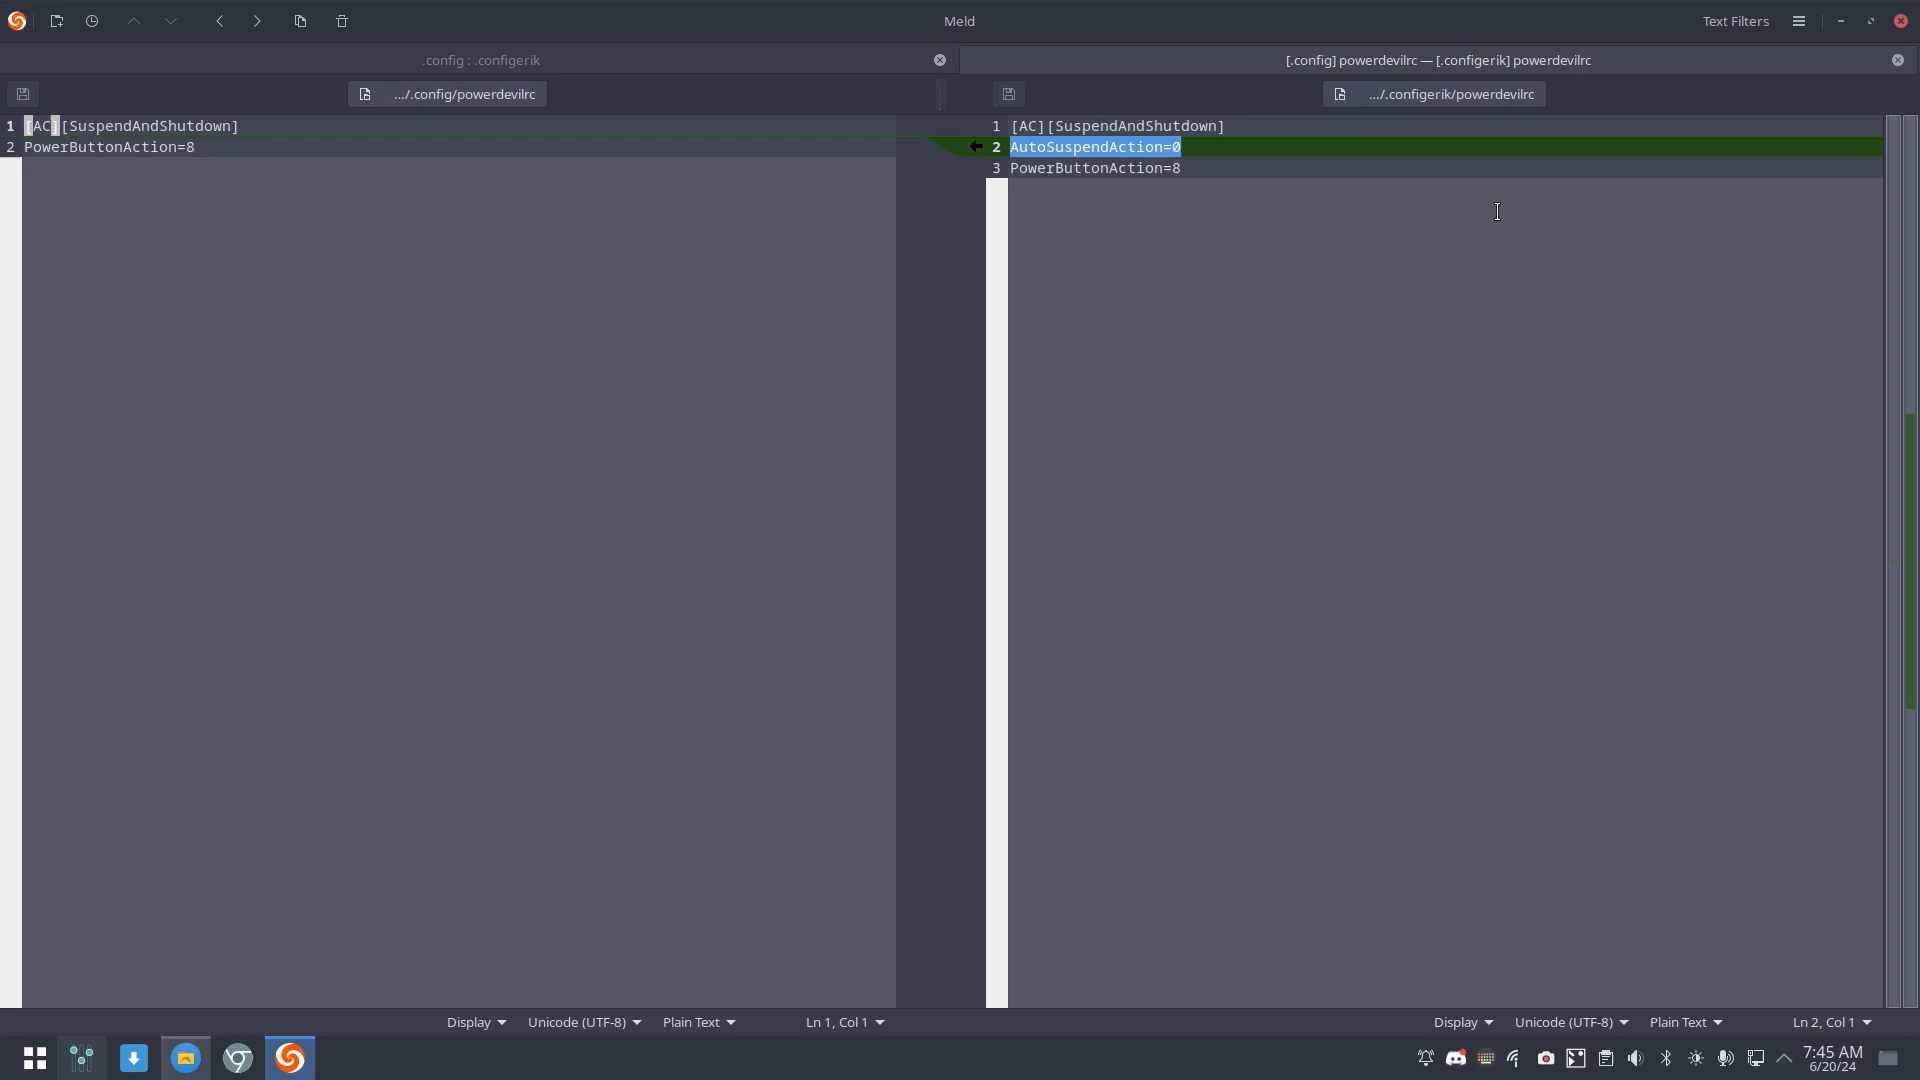 Meld
Text Filters
.config : .configerik
[.config] powerdevilrc — [.configerik] powerdevilrc
.../.config/powerdevilrc
.../.configerik/powerdevilrc
1 [AC][SuspendAndShutdown]
2 PowerButtonAction=8
1 [AC][SuspendAndShutdown]
2 AutoSuspendAction=0
3 PowerButtonAction=8
Display
Unicode (UTF-8)
Plain Text
Ln 1, Col 1
Display
Unicode (UTF-8)
Plain Text
Ln 2, Col 1
7:45 AM
6/20/24